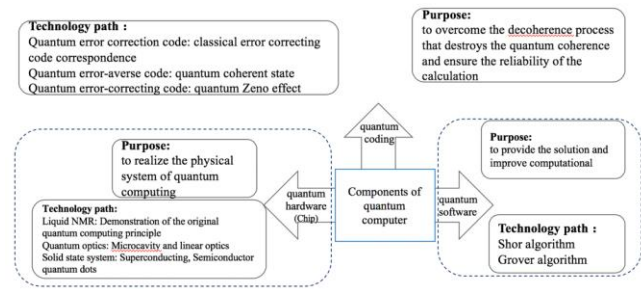 Technology path :
Quantum error correction code: classical error correcting
code correspondence
Quantum error-averse code: quantum coherent state
Quantum error-correcting code: quantum Zeno effect
Purpose:
to overcome the decoherence process
that destroys the quantum coherence
and ensure the reliability of the
calculation
quantum
coding
Purpose:
to realize the physical
system of quantum
computing
Technology path:
Liquid NMR: Demonstration of the original
quantum computing principle
Quantum optics: Microcavity and linear optics
Solid state system: Superconducting, Semiconductor
quantum dots
quantum
hardware
(Chip)
Components of
quantum
computer
quantum
software
Purpose:
to provide the solution and
improve computational
Technology path :
Shor algorithm
Grover algorithm